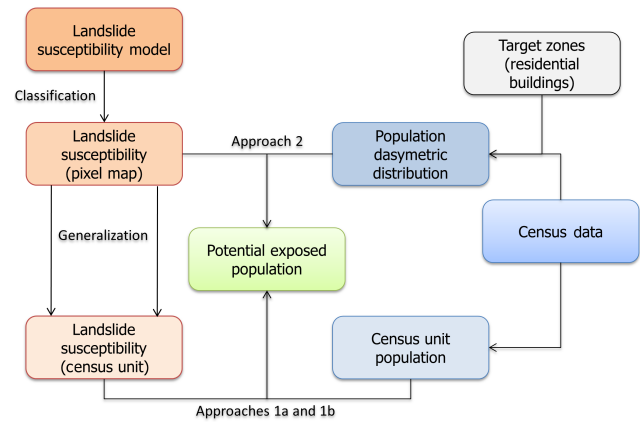 Landslide
susceptibility model
Target zones
(residential
buildings)
Classification
Landslide
susceptibility
(pixel map)
Approach 2
Population
dasymetric
distribution
Generalization
Potential exposed
population
Census data
Landslide
susceptibility
(census unit)
Census unit
population
Approaches 1a and 1b